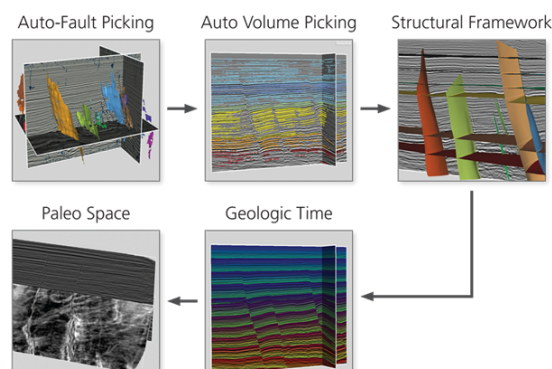 Auto-Fault Picking
Auto Volume Picking
Structural Framework
Paleo Space
Geologic Time